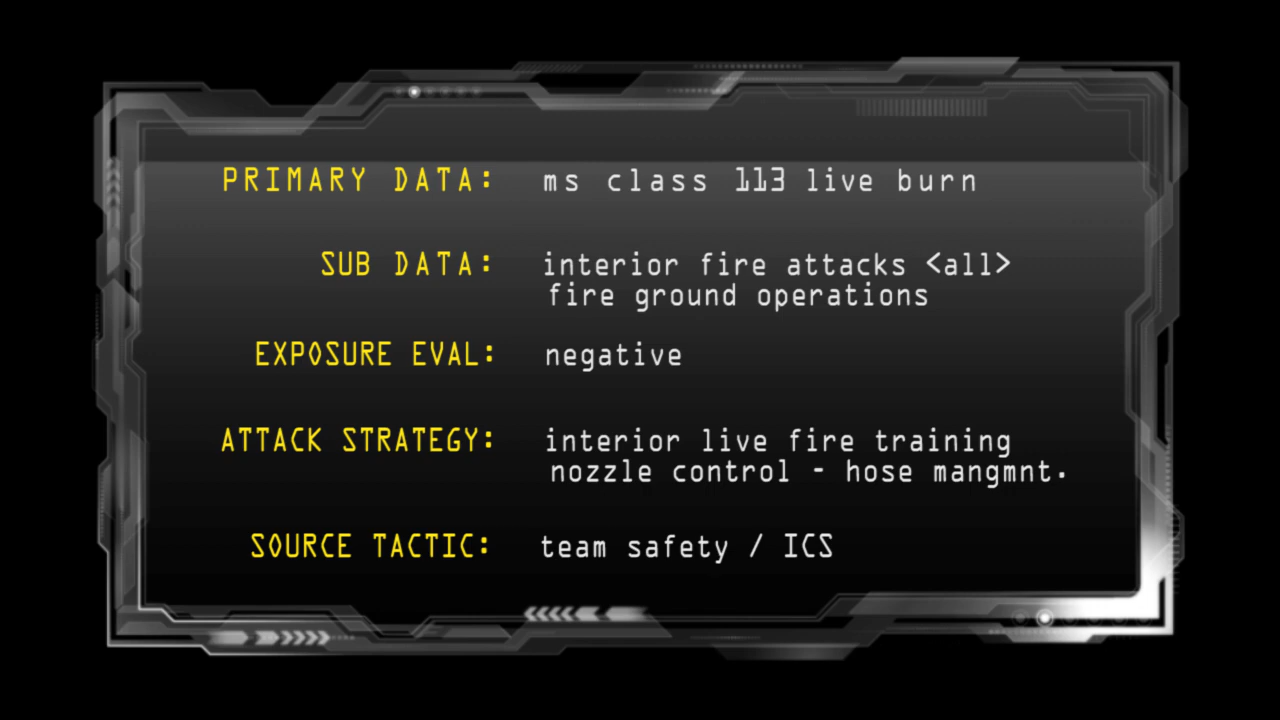 PRIMARY DATA: ms class 113 live burn
SUB DATA: interior fire attacks <all>
fire ground operations
EXPOSURE EVAL: negative
ATTACK STRATEGY: interior live fire training
nozzle control - hose mangmnt.
SOURCE TACTIC: team safety / ICS